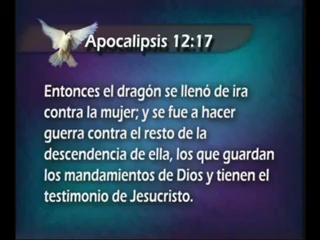 Apocalipsis 12:17
Entonces el dragón se llenó de ira
contra la mujer; y se fue a hacer
guerra contra el resto de la
descendencia de ella, los que guardan
los mandamientos de Dios y tienen el
testimonio de Jesucristo.